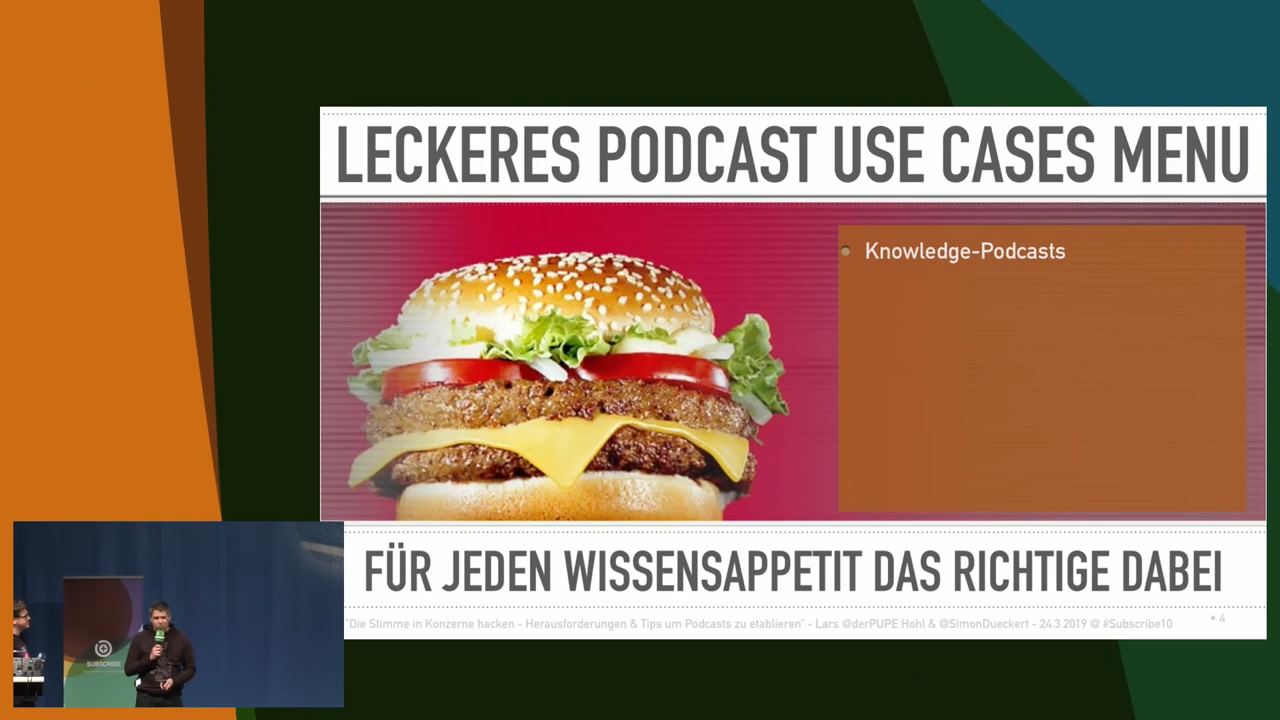 LECKERES PODCAST USE CASES MENU
Knowledge-Podcasts
FÜR JEDEN WISSENSAPPETIT DAS RICHTIGE DABEI
"Die Stimme in Konzerne hacken - Herausforderungen & Tips um Podcasts zu etablieren" - Lars @derPUPE Hohl & @SimonDueckert - 24.3.2019 @ #Subscribe10
4
SUBSCRIBE